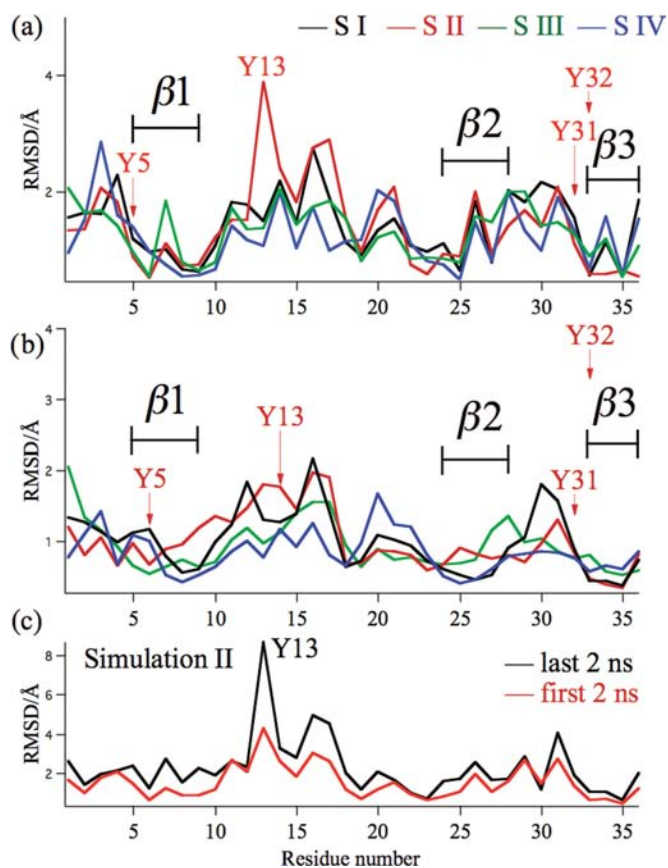 (a) S I S II S III S IV
Y13 Y32
β1 β2 Y31 β3
Y5
RMSD/Å
4
2
5 10 15 20 25 30 35
(b) Y32
β1 Y13 β2 β3
Y5 Y31
RMSD/Å
4
3
2
1
5 10 15 20 25 30 35
(c) Simulation II Y13 last 2 ns
first 2 ns
RMSD/Å
8
6
4
2
5 10 15 20 25 30 35
Residue number